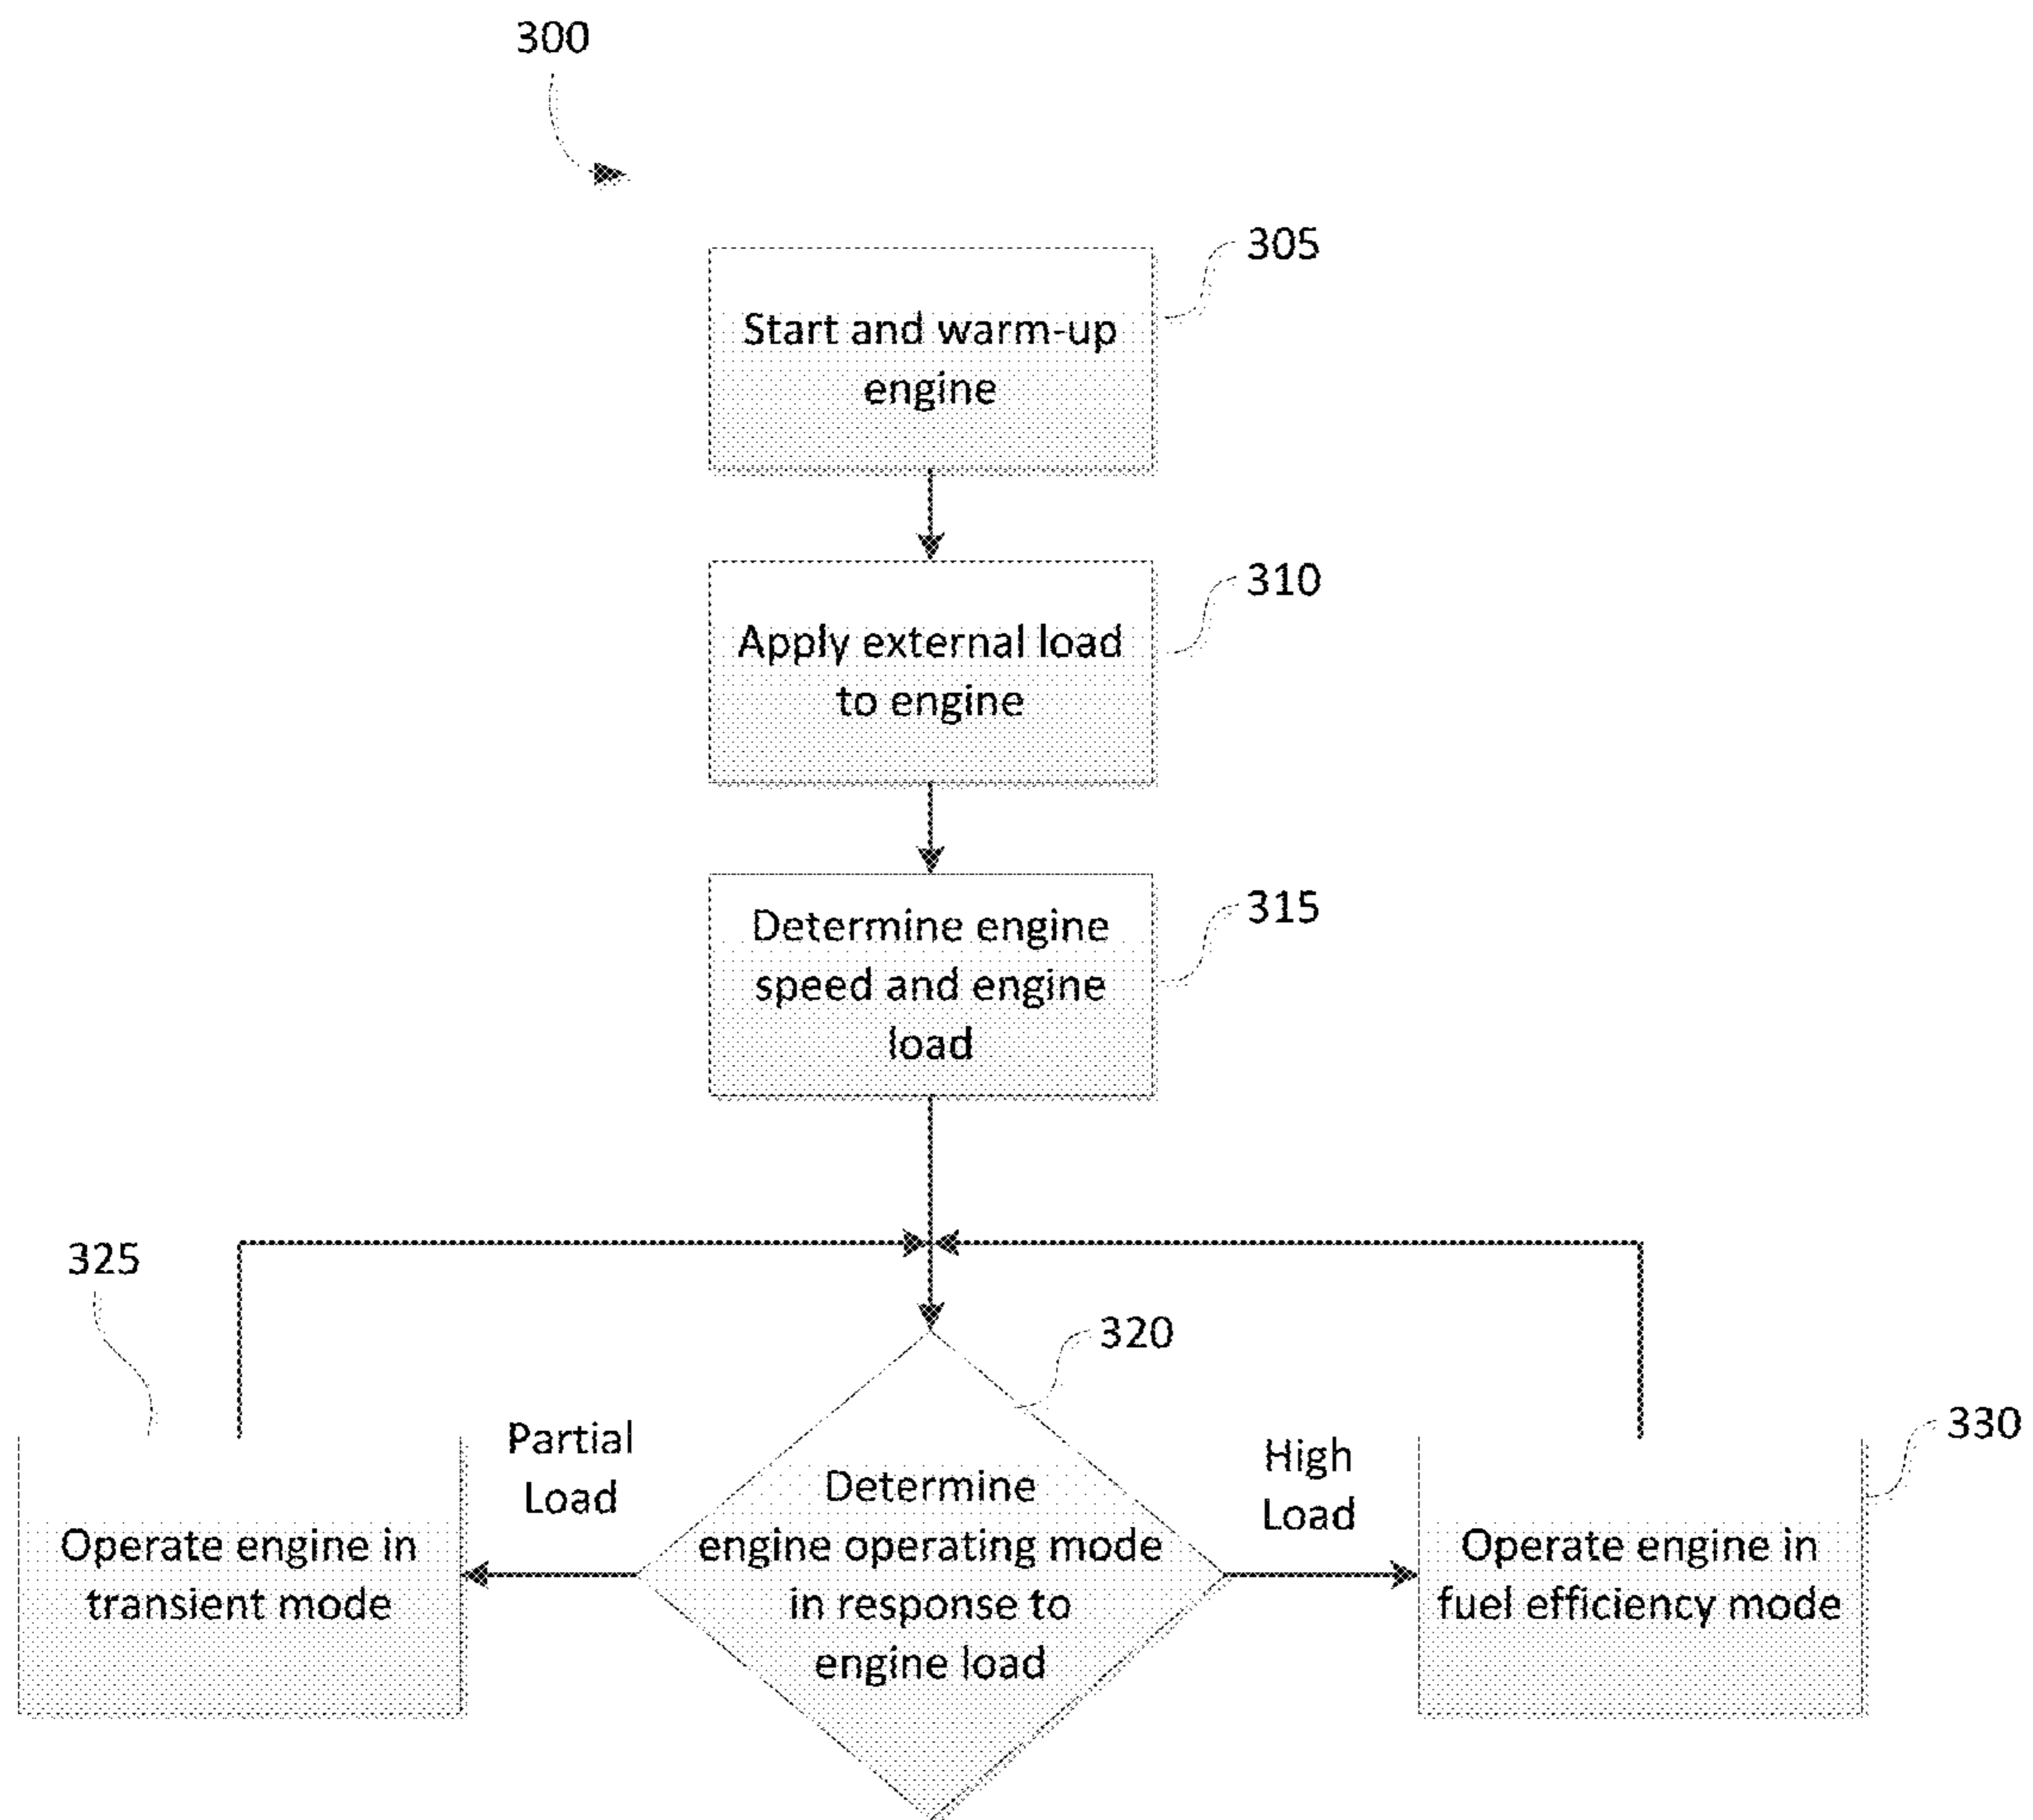 300
305
Start and warm-up
engine
310
Apply external load
to engine
315
Determine engine
speed and engine
load
325
320
330
Partial
Load
High
Load
Determine
engine operating mode
in response to
engine load
Operate engine in
transient mode
Operate engine in
fuel efficiency mode